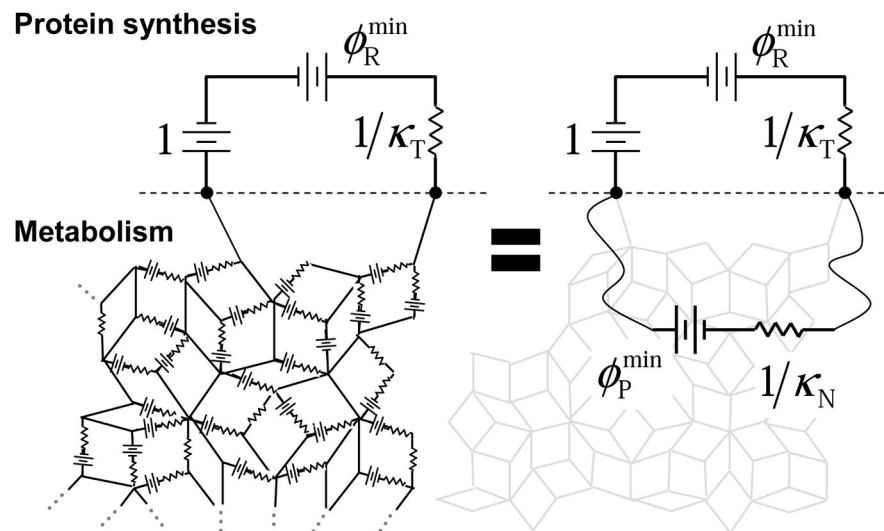 Protein synthesis
ϕ_R^min
1
1/κ_T
ϕ_R^min
1
1/κ_T
Metabolism
=
ϕ_P^min
1/κ_N